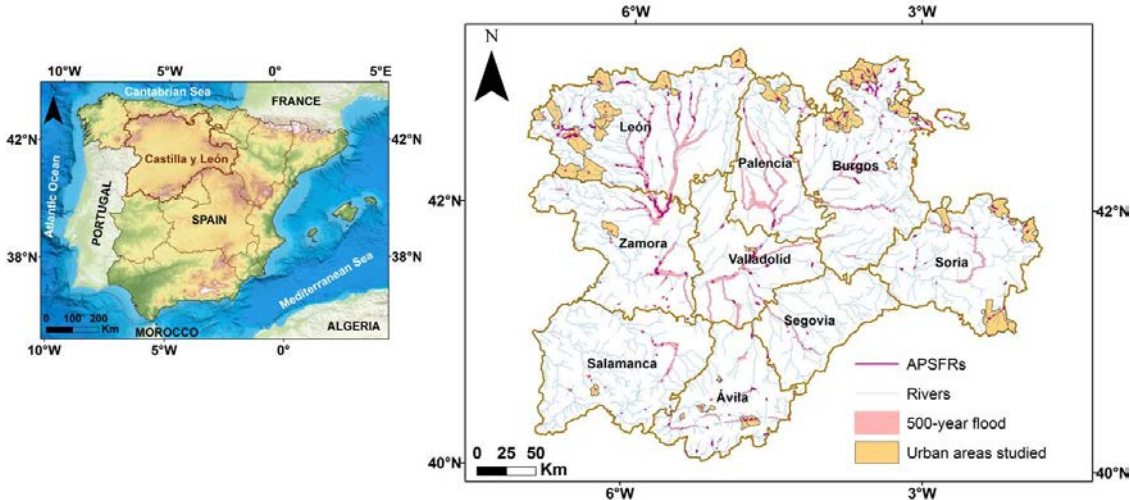 10°W 5°W 0° 5°E
N
Cantabrian Sea
FRANCE
42°N
42°N
Castilla y León
Atlantic Ocean
PORTUGAL
SPAIN
38°N
38°N
Mediterranean Sea
0 100 200
Km
MOROCCO
ALGERIA
10°W 5°W 0°
6°W 3°W
León
Palencia
Burgos
42°N
42°N
Zamora
Valladolid
Soria
Segovia
Salamanca
Ávila
APSFRs
Rivers
500-year flood
Urban areas studied
0 25 50
Km
40°N
40°N
6°W 3°W